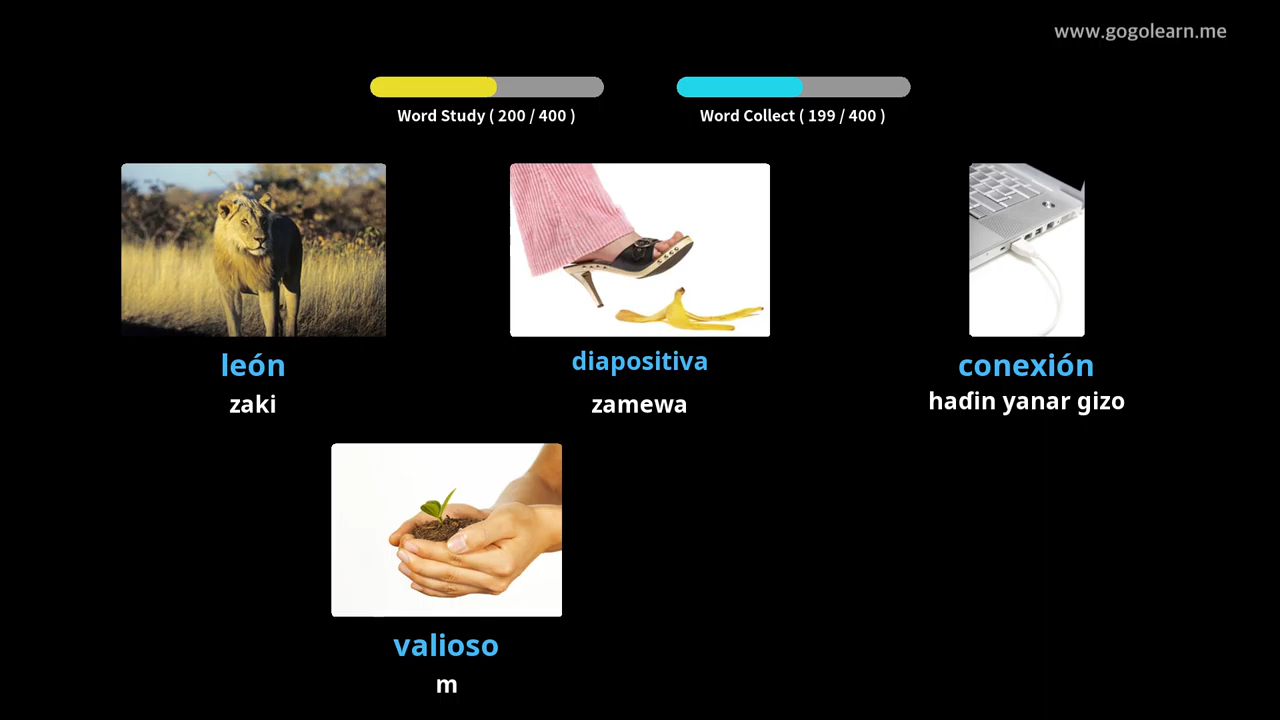 www.gogolearn.me
Word Study ( 200 / 400 )
Word Collect ( 199 / 400 )
león
zaki
diapositiva
zamewa
conexión
haɗin yanar gizo
valioso
m